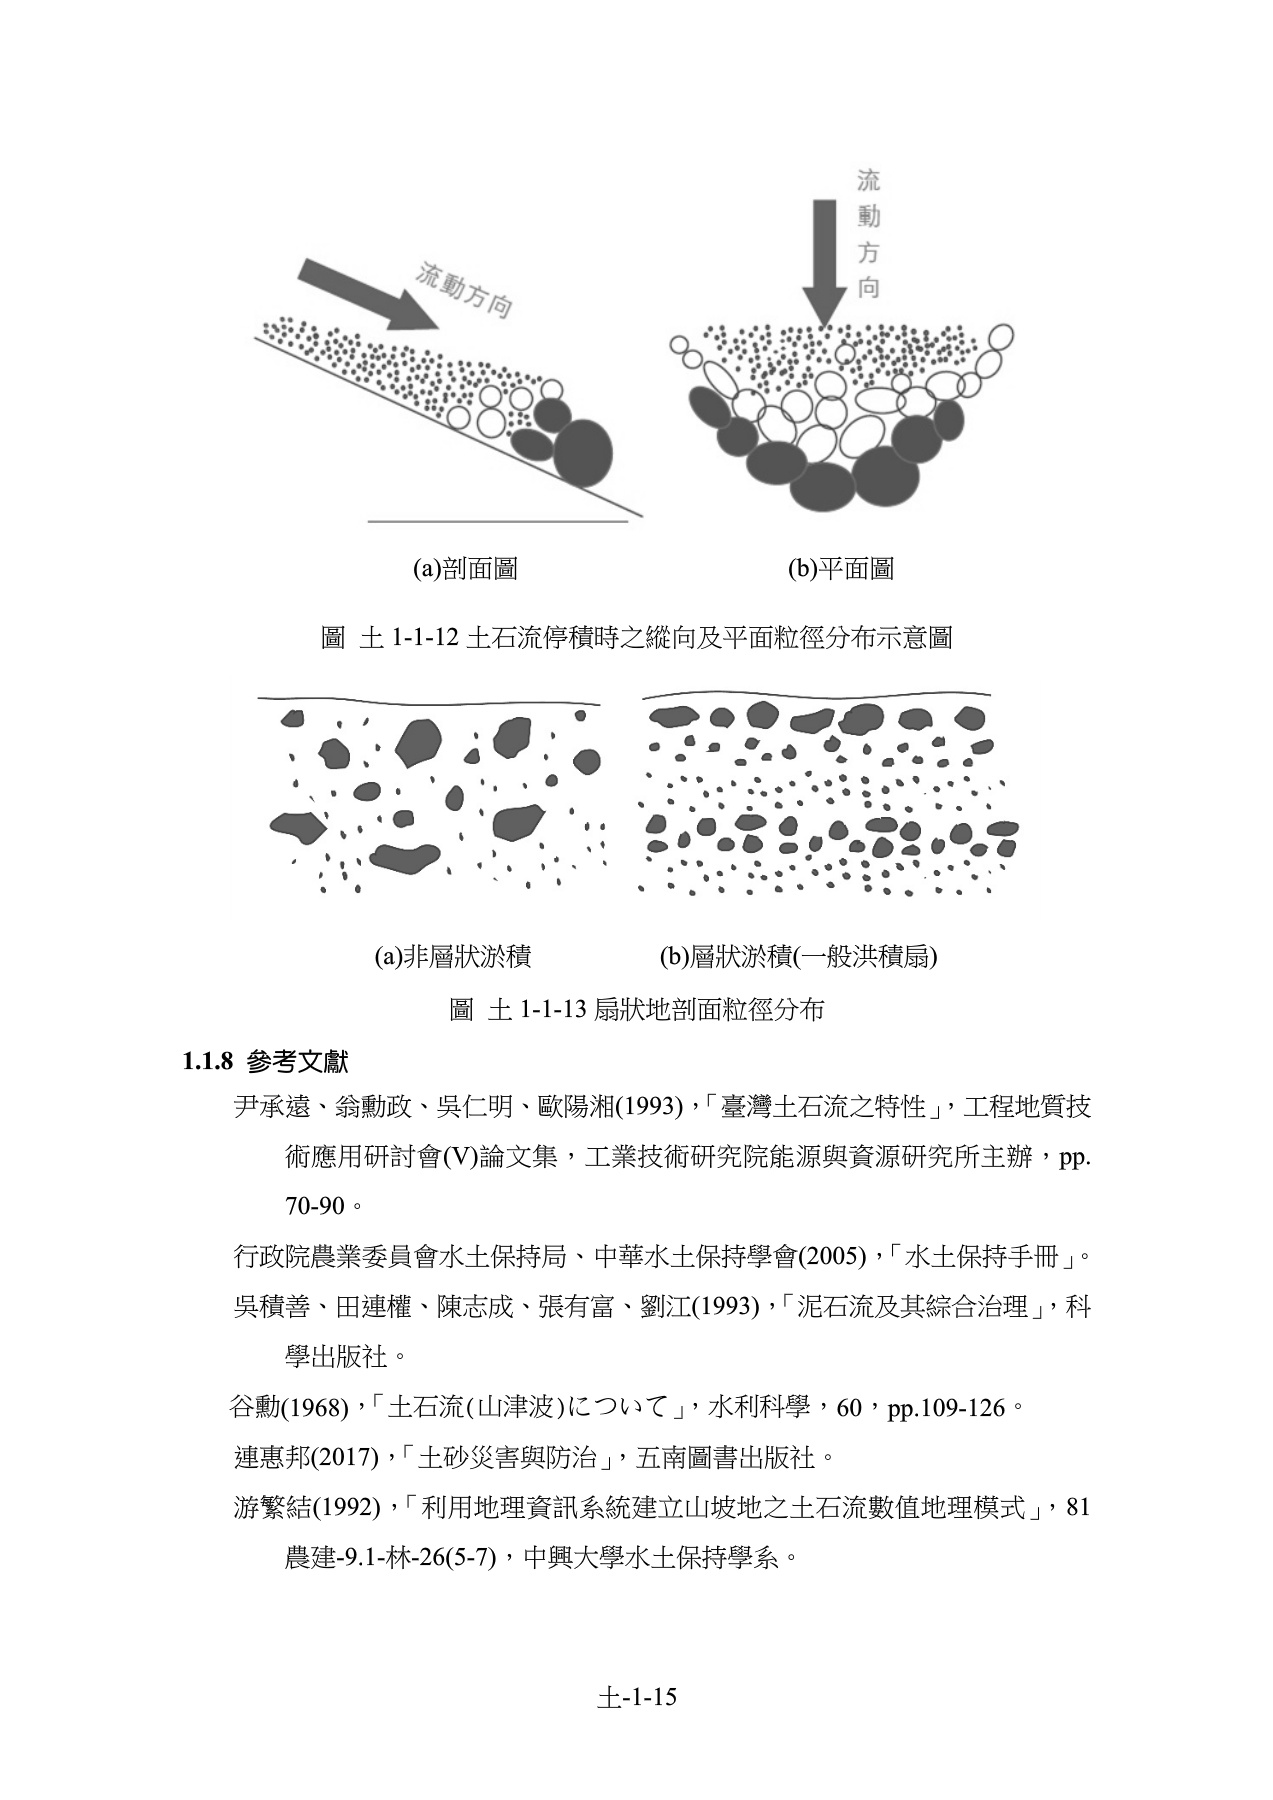 流動方向
流動方向
(a)剖面圖
(b)平面圖
圖 土 1-1-12 土石流停積時之縱向及平面粒徑分布示意圖
(a)非層狀淤積
(b)層狀淤積(一般洪積扇)
圖 土 1-1-13 扇狀地剖面粒徑分布
1.1.8 參考文獻
尹承遠、翁勳政、吳仁明、歐陽湘(1993)，「臺灣土石流之特性」，工程地質技
術應用研討會(V)論文集，工業技術研究院能源與資源研究所主辦，pp.
70-90。
行政院農業委員會水土保持局、中華水土保持學會(2005)，「水土保持手冊」。
吳積善、田連權、陳志成、張有富、劉江(1993)，「泥石流及其綜合治理」，科
學出版社。
谷勳(1968)，「土石流(山津波)について」，水利科學，60，pp.109-126。
連惠邦(2017)，「土砂災害與防治」，五南圖書出版社。
游繁結(1992)，「利用地理資訊系統建立山坡地之土石流數值地理模式」，81
農建-9.1-林-26(5-7)，中興大學水土保持學系。
土-1-15